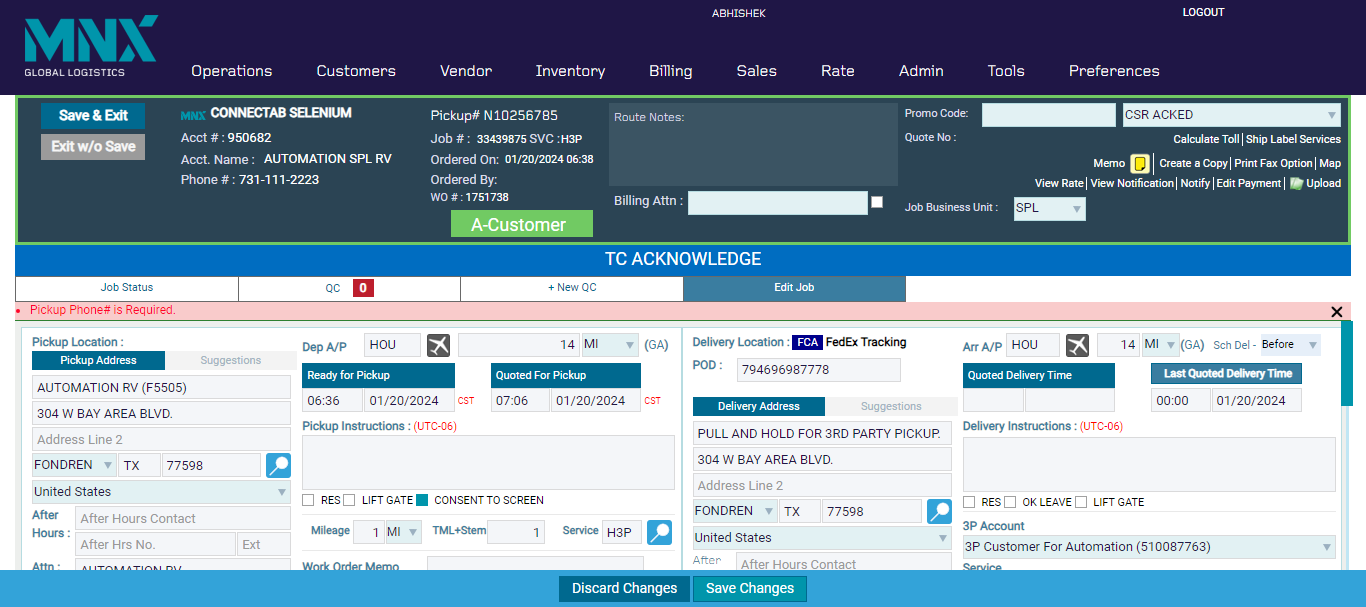 ABHISHEK
LOGOUT
MNX
GLOBAL LOGISTICS
Operations Customers Vendor Inventory Billing Sales Rate Admin Tools Preferences
Save & Exit
Exit w/o Save
MNX CONNECTAB SELENIUM
Acct # : 950682
Acct. Name : AUTOMATION SPL RV
Phone # : 731-111-2223
Pickup# N10256785
Job # : 33439875 SVC :H3P
Ordered On: 01/20/2024 06:38
Ordered By:
WO # : 1751738
A-Customer
Route Notes:
Billing Attn :
Promo Code:
CSR ACKED
Quote No :
Calculate Toll| Ship Label Services
Memo | Create a Copy| Print Fax Option| Map
View Rate| View Notification| Notify| Edit Payment| Upload
Job Business Unit : SPL
TC ACKNOWLEDGE
Job Status
QC 0
+ New QC
Edit Job
Pickup Phone# is Required.
Pickup Location :
Pickup Address Suggestions
AUTOMATION RV (F5505)
304 W BAY AREA BLVD.
Address Line 2
FONDREN TX 77598
United States
After Hours : After Hours Contact
After Hrs No. Ext
Attn : AUTOMATION RV
Dep A/P HOU 14 MI (GA)
Ready for Pickup Quoted For Pickup
06:36 01/20/2024 CST 07:06 01/20/2024 CST
Pickup Instructions : (UTC-06)
RES LIFT GATE CONSENT TO SCREEN
Mileage 1 MI TML+Stem 1 Service H3P
Work Order Memo
Delivery Location : FCA FedEx Tracking
POD : 794696987778
Delivery Address Suggestions
PULL AND HOLD FOR 3RD PARTY PICKUP.
304 W BAY AREA BLVD.
Address Line 2
FONDREN TX 77598
United States
After After Hours Contact
Arr A/P HOU 14 MI (GA) Sch Del - Before
Quoted Delivery Time Last Quoted Delivery Time
00:00 01/20/2024
Delivery Instructions : (UTC-06)
RES OK LEAVE LIFT GATE
3P Account
3P Customer For Automation (510087763)
Service
Discard Changes Save Changes